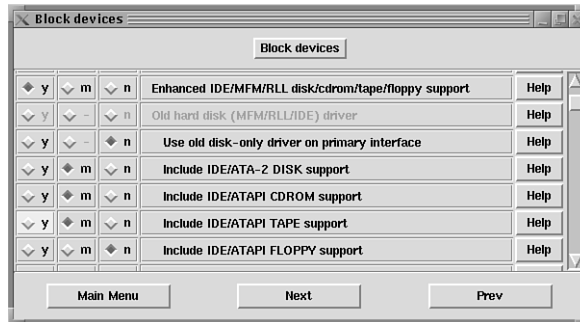 Block devices
Block devices
y m n Enhanced IDE/MFM/RLL disk/cdrom/tape/floppy support Help
y - n Old hard disk (MFM/RLL/IDE) driver Help
y - n Use old disk-only driver on primary interface Help
y m n Include IDE/ATA-2 DISK support Help
y m n Include IDE/ATAPI CDROM support Help
y m n Include IDE/ATAPI TAPE support Help
y m n Include IDE/ATAPI FLOPPY support Help
Main Menu Next Prev